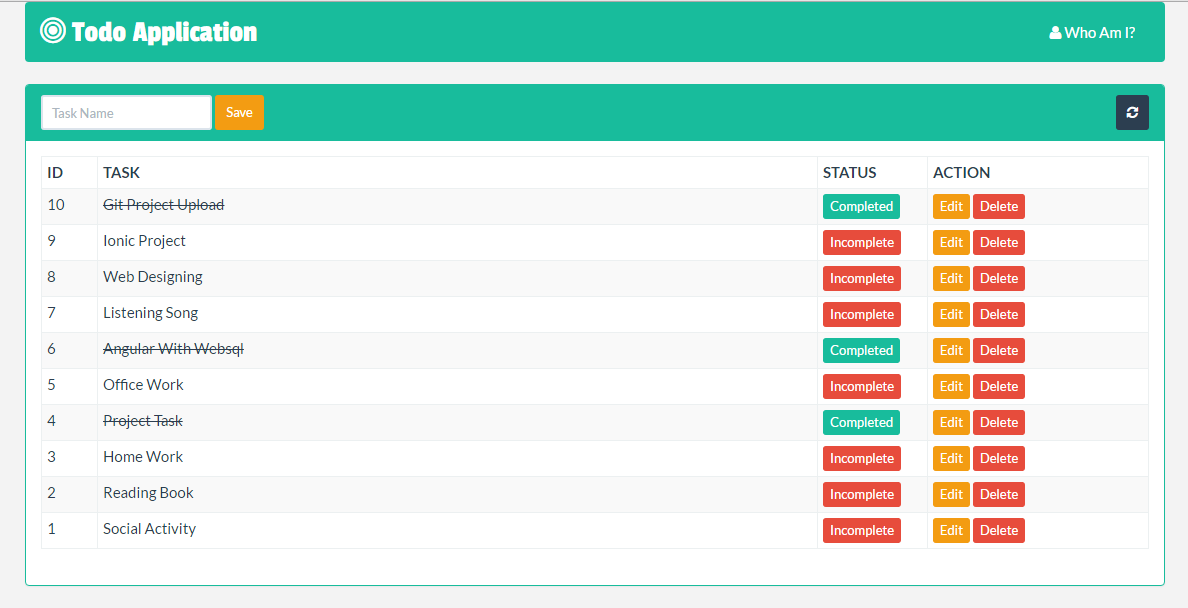 Todo Application Who Am I?
Task Name Save
ID TASK STATUS ACTION
10 Git Project Upload Completed Edit Delete
9 Ionic Project Incomplete Edit Delete
8 Web Designing Incomplete Edit Delete
7 Listening Song Incomplete Edit Delete
6 Angular With Websql Completed Edit Delete
5 Office Work Incomplete Edit Delete
4 Project Task Completed Edit Delete
3 Home Work Incomplete Edit Delete
2 Reading Book Incomplete Edit Delete
1 Social Activity Incomplete Edit Delete